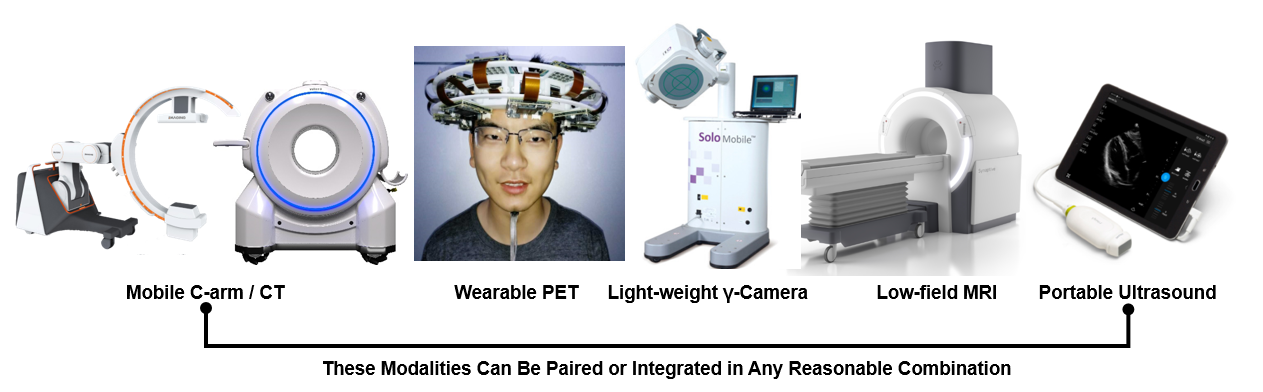 Solo Mobile™
Mobile C-arm / CT
Wearable PET
Light-weight γ-Camera
Low-field MRI
Portable Ultrasound
These Modalities Can Be Paired or Integrated in Any Reasonable Combination